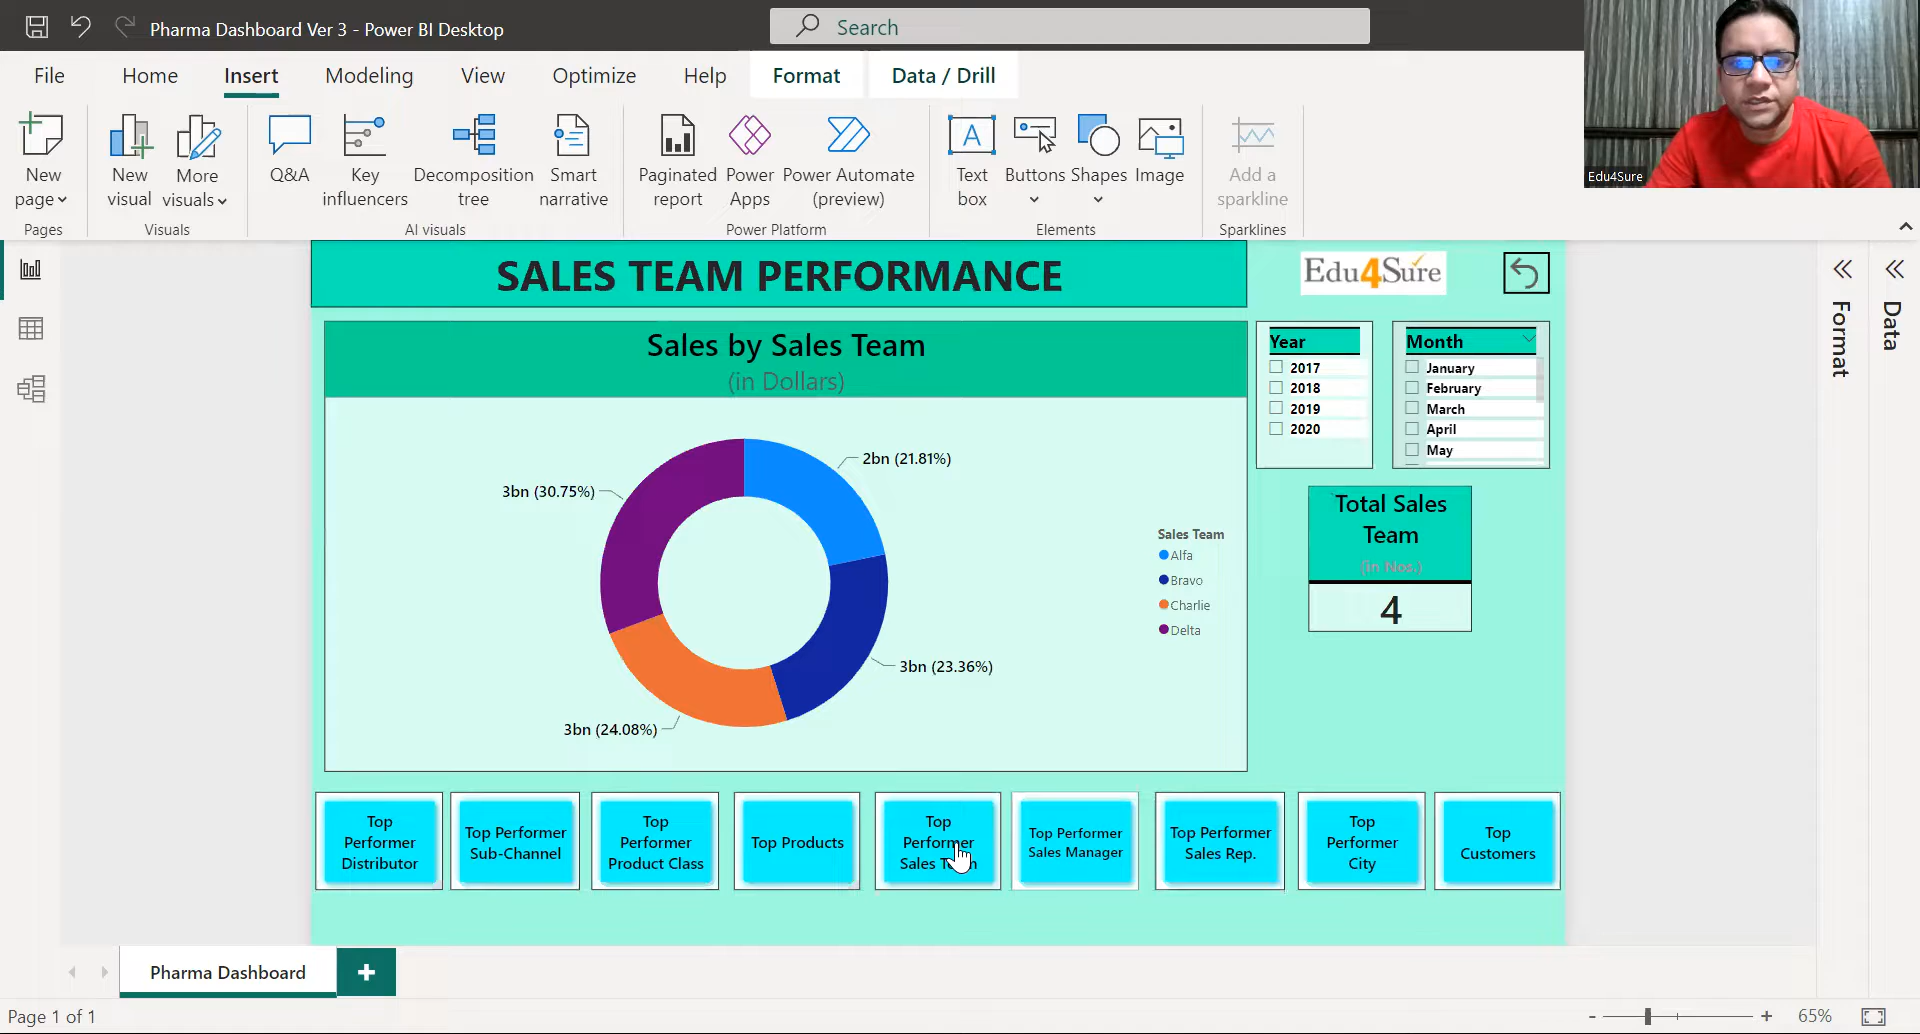 Pharma Dashboard Ver 3 - Power BI Desktop
Search
File
Home
Insert
Modeling
View
Optimize
Help
Format
Data / Drill
New
page
Pages
New
visual
More
visuals
Visuals
Q&A
Key
influencers
Decomposition
tree
Smart
narrative
AI visuals
Paginated
report
Power
Apps
Power Automate
(preview)
Power Platform
A
Text
box
Buttons
Shapes
Image
Elements
Add a
sparkline
Sparklines
Edu4Sure
SALES TEAM PERFORMANCE
Edu4Sure
Sales by Sales Team
(in Dollars)
2bn (21.81%)
3bn (30.75%)
3bn (23.36%)
3bn (24.08%)
Sales Team
Alfa
Bravo
Charlie
Delta
Year
2017
2018
2019
2020
Month
January
February
March
April
May
Total Sales
Team
(in Nos.)
4
Format
Data
Top
Performer
Distributor
Top Performer
Sub-Channel
Top
Performer
Product Class
Top Products
Top
Performer
Sales Team
Top Performer
Sales Manager
Top Performer
Sales Rep.
Top
Performer
City
Top
Customers
Pharma Dashboard
Page 1 of 1
65%